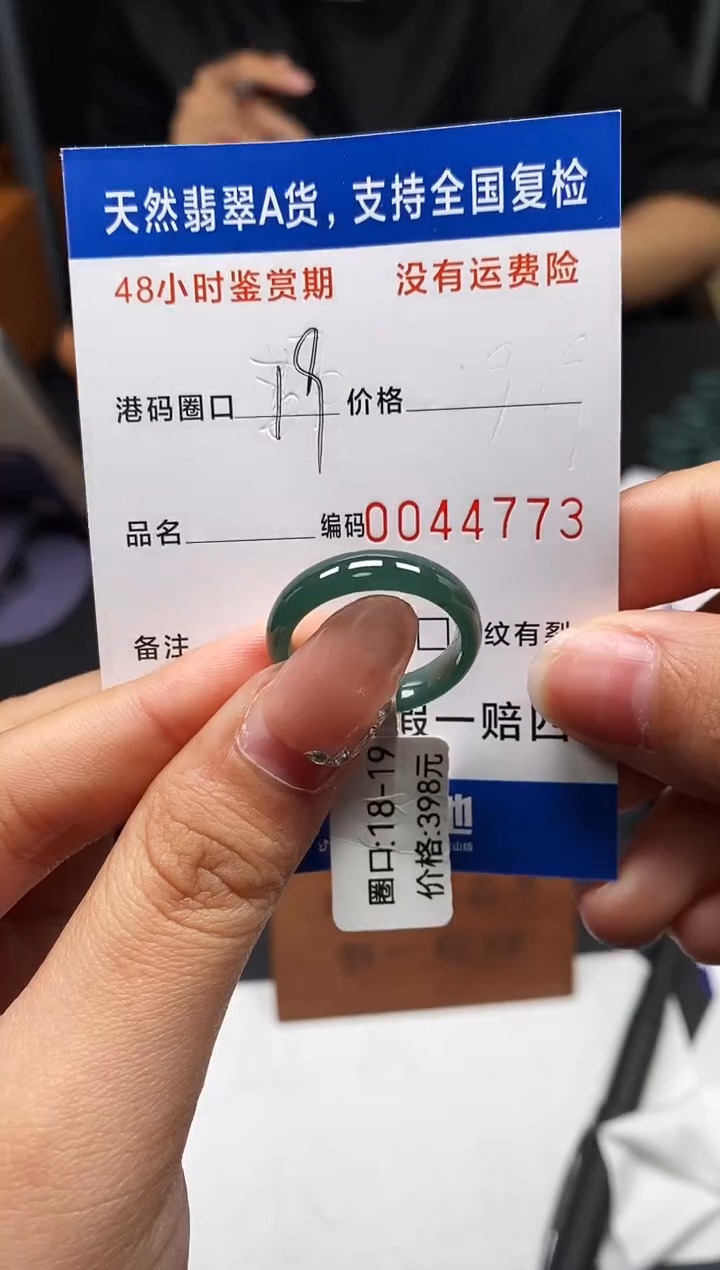 天然翡翠A货，支持全国复检
48小时鉴赏期 没有运费险
港码圈口 19 价格
品名 编码0044773
备注 纹有裂
假一赔四
圈口:18-19
价格:398元